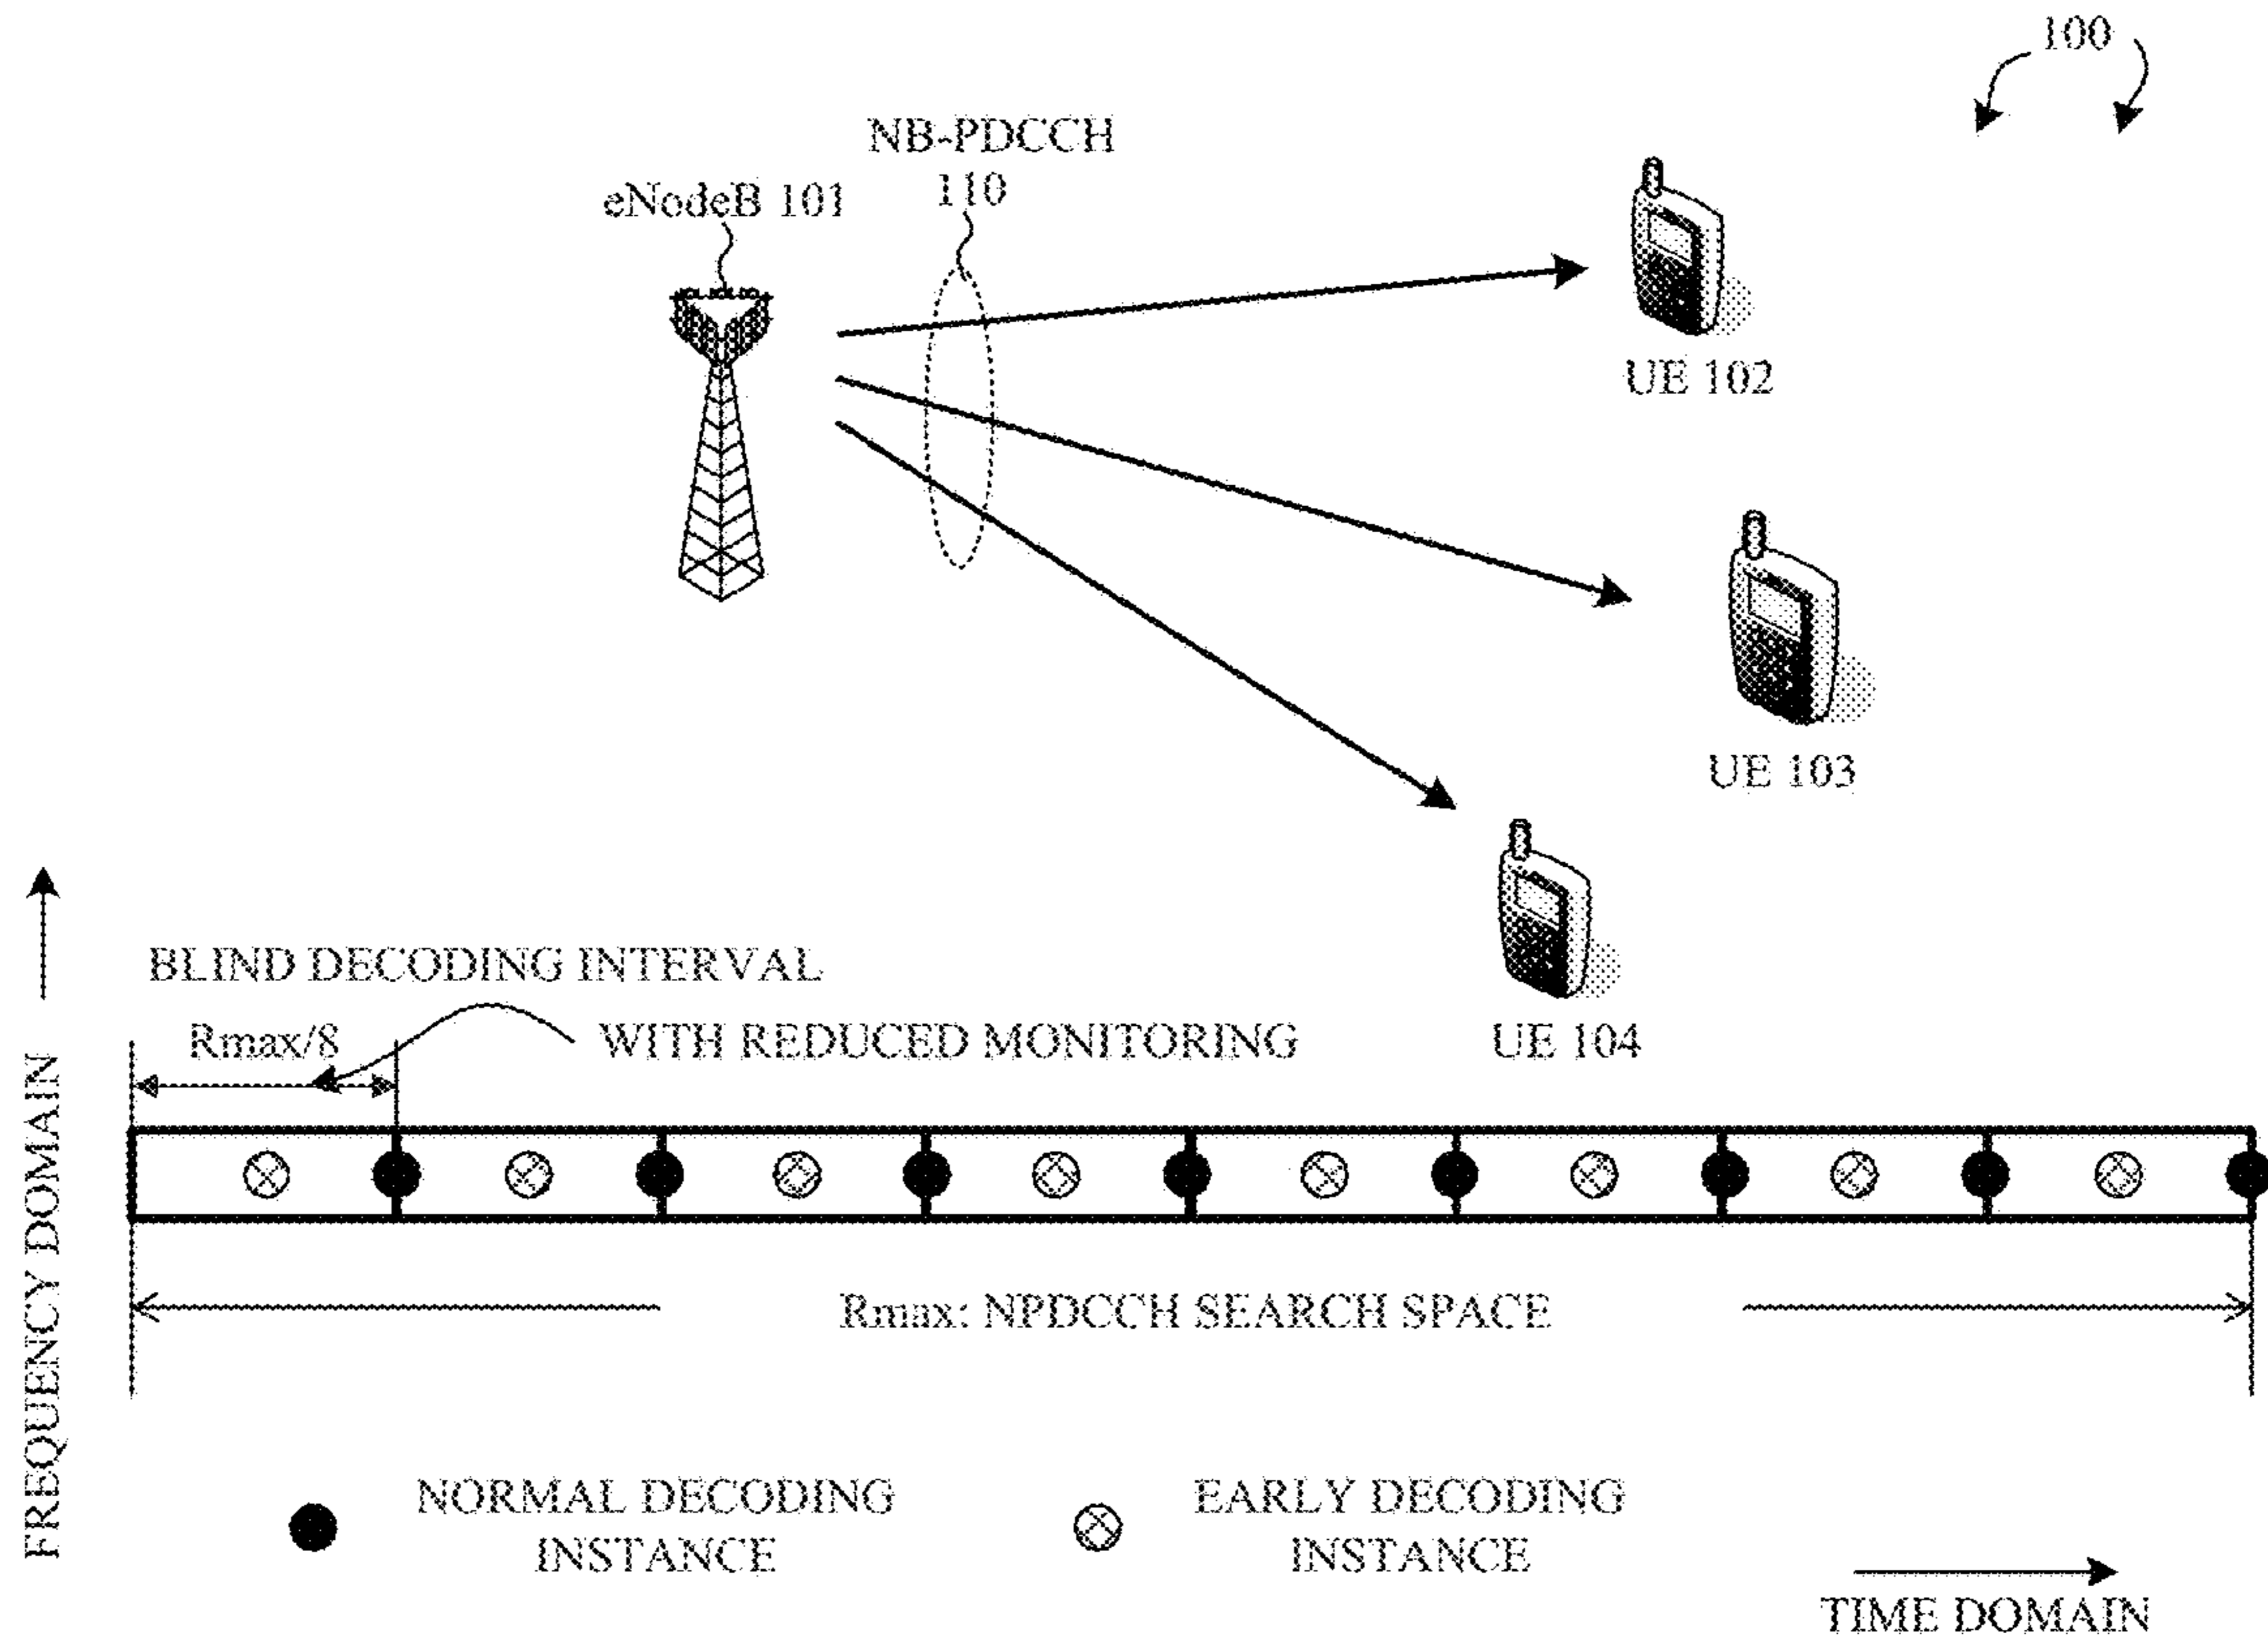 100
NB-PDCCH
110
eNodeB 101
UE 102
UE 103
UE 104
BLIND DECODING INTERVAL
Rmax/8
WITH REDUCED MONITORING
FREQUENCY DOMAIN
Rmax: NPDCCH SEARCH SPACE
NORMAL DECODING
INSTANCE
EARLY DECODING
INSTANCE
TIME DOMAIN